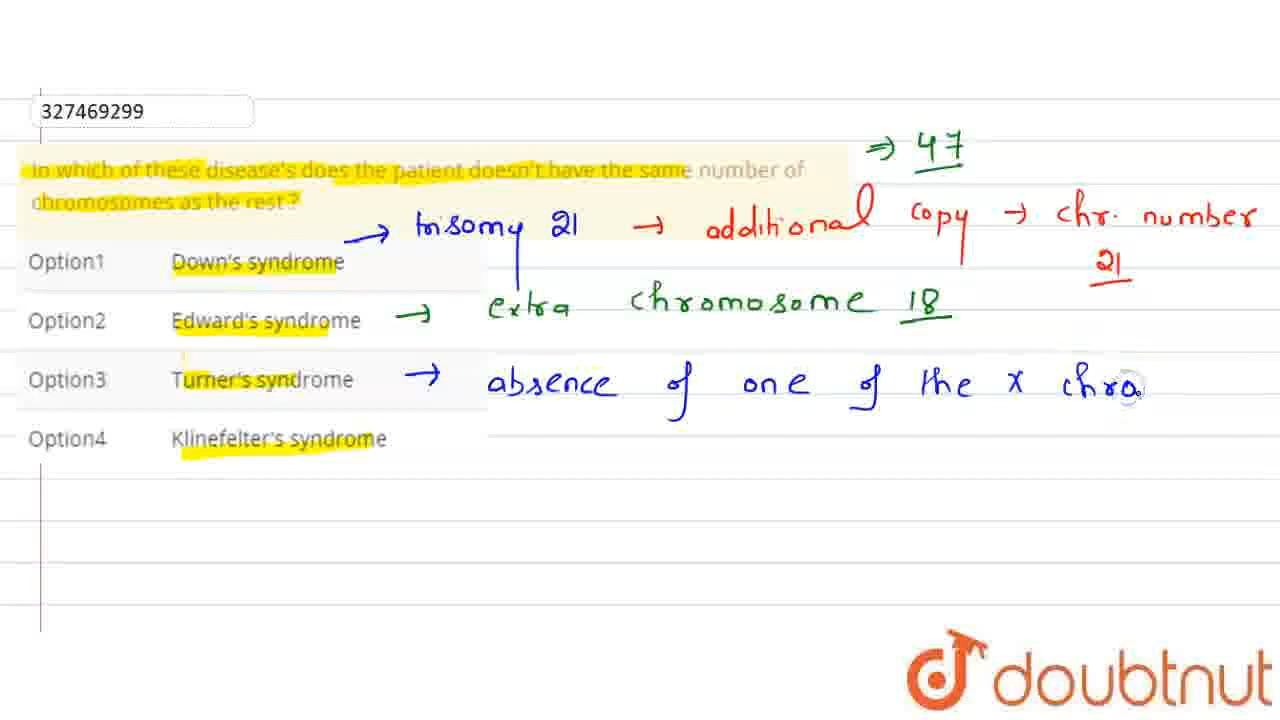 327469299
⇒ 47
In which of these disease's does the patient doesn't have the same number of
chromosomes as the rest ?
→ trisomy 21 → additional copy → chr. number
21
Option1 Down's syndrome
Option2 Edward's syndrome → extra chromosome 18
Option3 Turner's syndrome → absence of one of the x chro
Option4 Klinefelter's syndrome
doubtnut